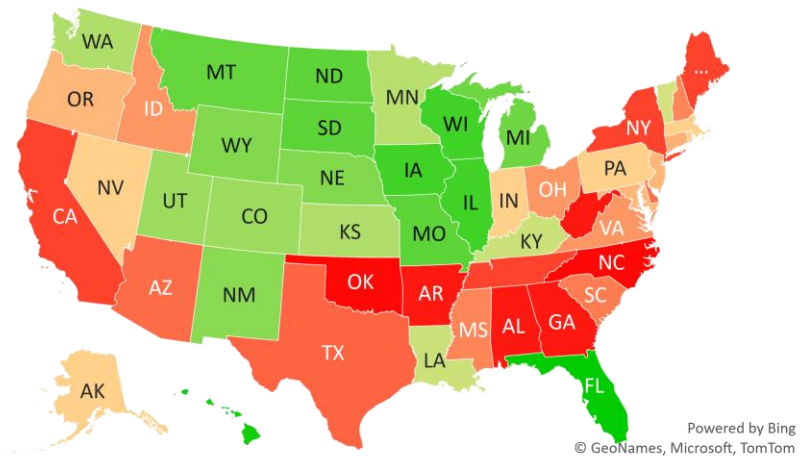 WA
MT
ND
MN
OR
ID
SD
WI
MI
...
NY
WY
NV
UT
CO
NE
IA
IL
IN
OH
PA
CA
KS
MO
KY
VA
AZ
NM
OK
AR
NC
SC
TX
LA
MS
AL
GA
FL
AK
Powered by Bing
© GeoNames, Microsoft, TomTom